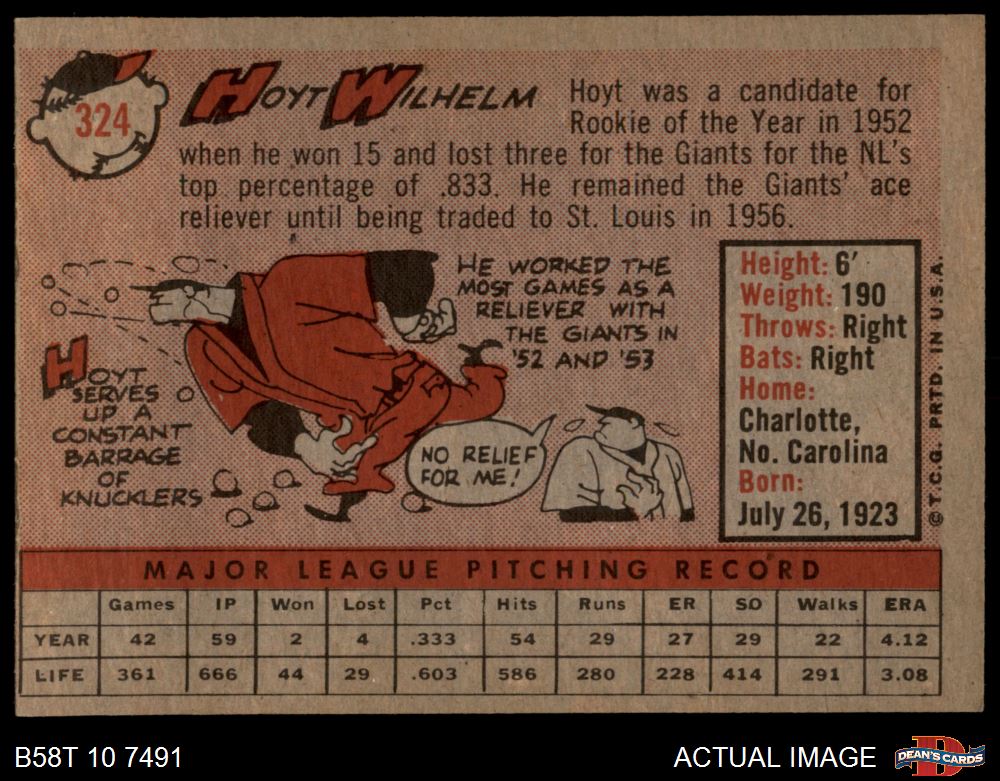 324
HOYT WILHELM
Hoyt was a candidate for
Rookie of the Year in 1952
when he won 15 and lost three for the Giants for the NL's
top percentage of .833. He remained the Giants' ace
reliever until being traded to St. Louis in 1956.
HE WORKED THE
MOST GAMES AS A
RELIEVER WITH
THE GIANTS IN
'52 AND '53
HOYT
SERVES
UP A
CONSTANT
BARRAGE
OF
KNUCKLERS
NO RELIEF
FOR ME!
Height: 6'
Weight: 190
Throws: Right
Bats: Right
Home:
Charlotte,
No. Carolina
Born:
July 26, 1923
© T.C.G. PRTD. IN U.S.A.
MAJOR LEAGUE PITCHING RECORD
Games IP Won Lost Pct Hits Runs ER SO Walks ERA
YEAR 42 59 2 4 .333 54 29 27 29 22 4.12
LIFE 361 666 44 29 .603 586 280 228 414 291 3.08
B58T 10 7491
ACTUAL IMAGE
D
DEAN'S CARDS